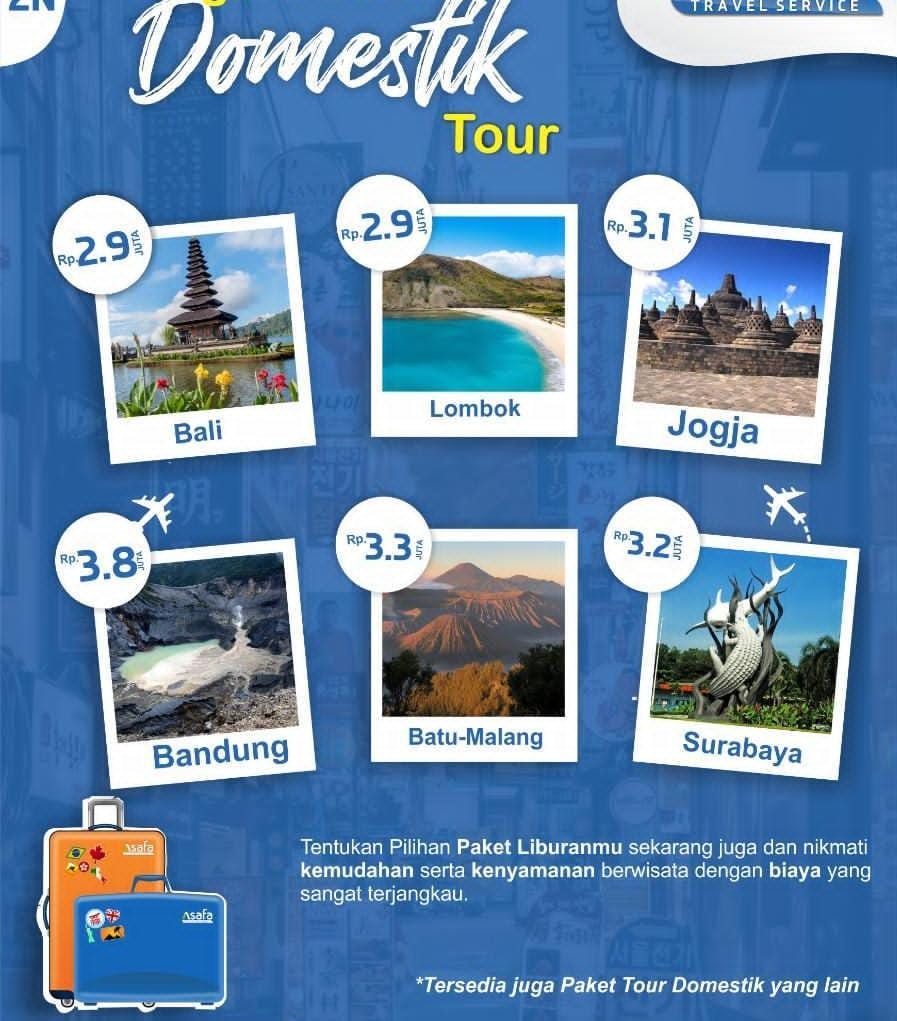 2N
TRAVEL SERVICE
Domestik
Tour
Rp.2.9 JUTA
Bali
Rp.2.9 JUTA
Lombok
Rp.3.1 JUTA
Jogja
Rp.3.8 JUTA
Bandung
Rp.3.3 JUTA
Batu-Malang
Rp.3.2 JUTA
Surabaya
Asafa
Asafa
Tentukan Pilihan Paket Liburanmu sekarang juga dan nikmati
kemudahan serta kenyamanan berwisata dengan biaya yang
sangat terjangkau.
*Tersedia juga Paket Tour Domestik yang lain